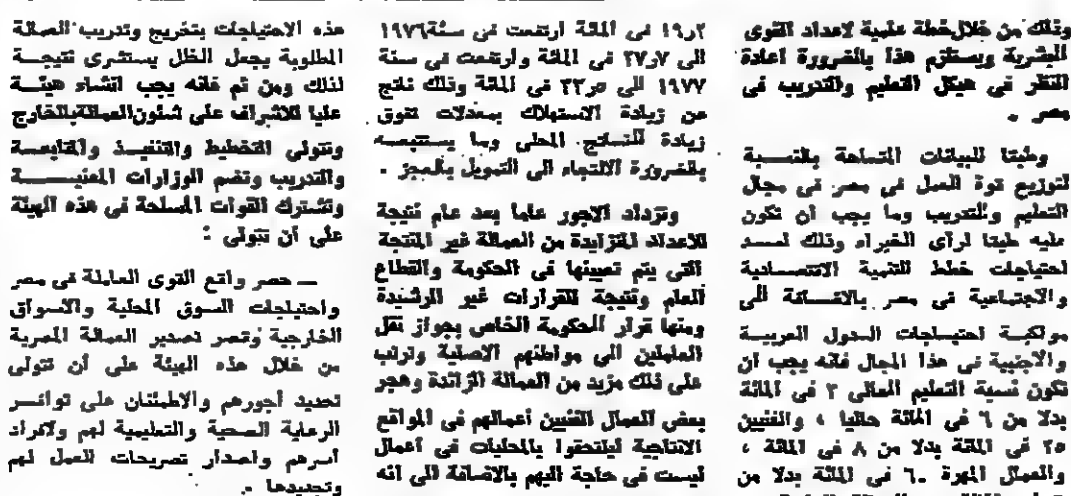 وذلك من خلال خطة علمية لاعداد القوى
البشرية ويستلزم هذا بالضرورة اعادة
النظر فى هيكل التعليم والتدريب فى
مصر .
وطبقا للبيانات المتاحة بالنسبة
لتوزيع قوة العمل فى مصر فى مجال
التعليم والتدريب وما يجب ان تكون
عليه طبقا لرأى الخبراء وذلك لسد
احتياجات خطط التنمية الاقتصادية
والاجتماعية فى مصر بالاضافة الى
مواكبة احتياجات الدول العربية
والاجنبية فى هذا المجال فانه يجب ان
تكون نسبة التعليم العالى ٣ فى المائة
بدلا من ٦ فى المائة حاليا ، والفنيين
٢٥ فى المائة بدلا من ٨ فى المائة ،
والعمال المهرة ٦٠ فى المائة بدلا من
١٩٫٢ فى المائة ارتفعت فى سنة ١٩٧٦
الى ٢٧٫٧ فى المائة وارتفعت فى سنة
١٩٧٧ الى ٣٣٫٥ فى المائة وذلك ناتج
عن زيادة الاستهلاك بمعدلات تفوق
زيادة الناتج المحلى وما يستتبعه
بالضرورة الالتجاء الى التمويل بالعجز .
وتزداد الاجور عاما بعد عام نتيجة
للاعداد المتزايدة من العمالة غير المنتجة
التى يتم تعيينها فى الحكومة والقطاع
العام ونتيجة للقرارات غير الرشيدة
ومنها قرار الحكومة الخاص بجواز نقل
العاملين الى مواطنهم الاصلية وترتب
على ذلك مزيد من العمالة الزائدة وهجر
بعض العمال الفنيين أعمالهم فى المواقع
الانتاجية ليلتحقوا بالمحليات فى أعمال
ليست فى حاجة اليهم بالاضافة الى انه
هذه الاحتياجات بتخريج وتدريب العمالة
المطلوبة يجعل الخلل يستشرى نتيجة
لذلك ومن ثم فانه يجب انشاء هيئة
عليا للاشراف على شئون العمالة بالخارج
وتتولى التخطيط والتنفيذ والمتابعة
والتدريب وتضم الوزارات المعنية
وتشترك القوات المسلحة فى هذه الهيئة
على أن تتولى :
ــ حصر واقع القوى العاملة فى مصر
واحتياجات السوق المحلية والاسواق
الخارجية وقصر تصدير العمالة المصرية
من خلال هذه الهيئة على أن تتولى
تحديد أجورهم والاطمئنان على توافر
الرعاية الصحية والتعليمية لهم ولافراد
أسرهم واصدار تصريحات العمل لهم
وتجديدها .